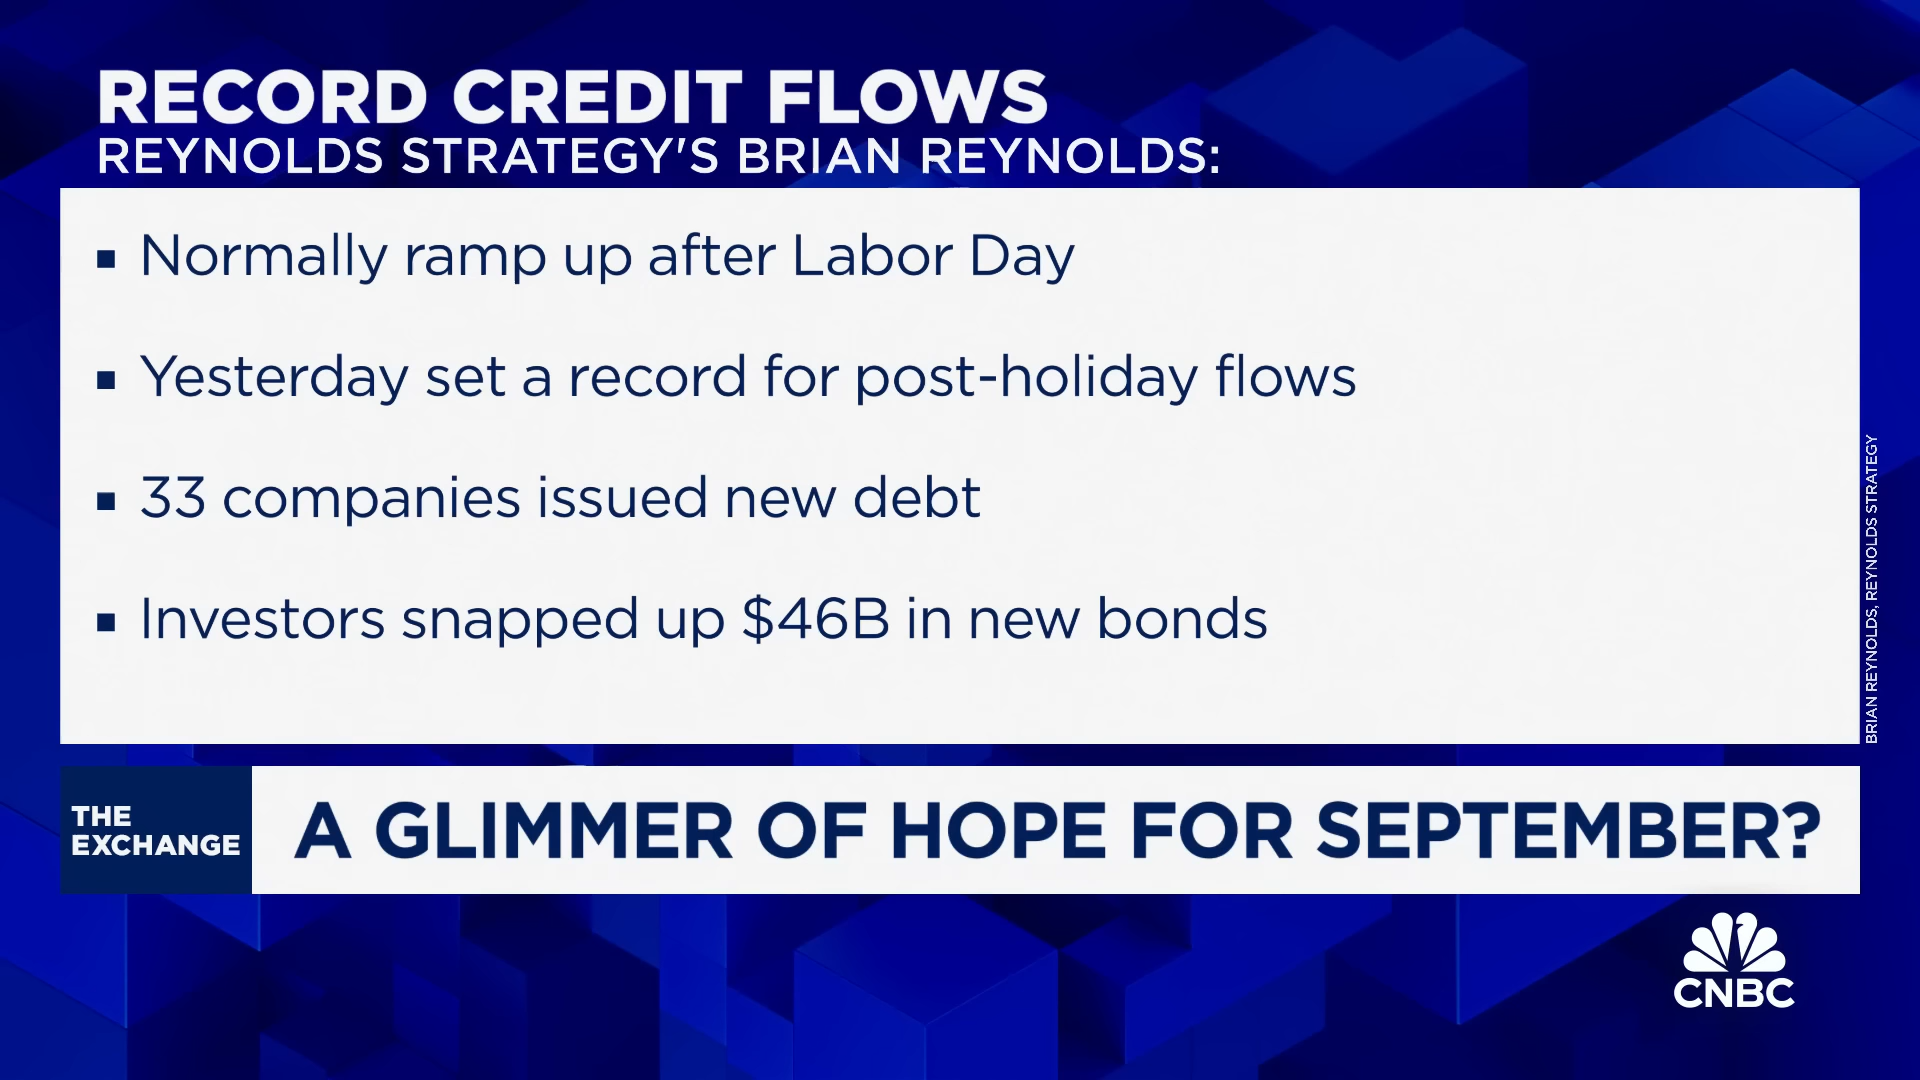 RECORD CREDIT FLOWS
REYNOLDS STRATEGY'S BRIAN REYNOLDS:
▪ Normally ramp up after Labor Day
▪ Yesterday set a record for post-holiday flows
▪ 33 companies issued new debt
▪ Investors snapped up $46B in new bonds
BRIAN REYNOLDS, REYNOLDS STRATEGY
THE
EXCHANGE
A GLIMMER OF HOPE FOR SEPTEMBER?
CNBC